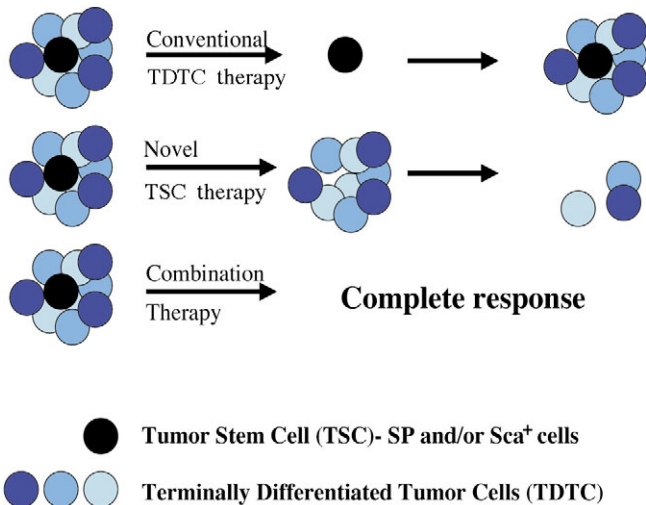 Conventional
TDTC therapy
Novel
TSC therapy
Combination
Therapy
Complete response
Tumor Stem Cell (TSC)- SP and/or Sca⁺ cells
Terminally Differentiated Tumor Cells (TDTC)